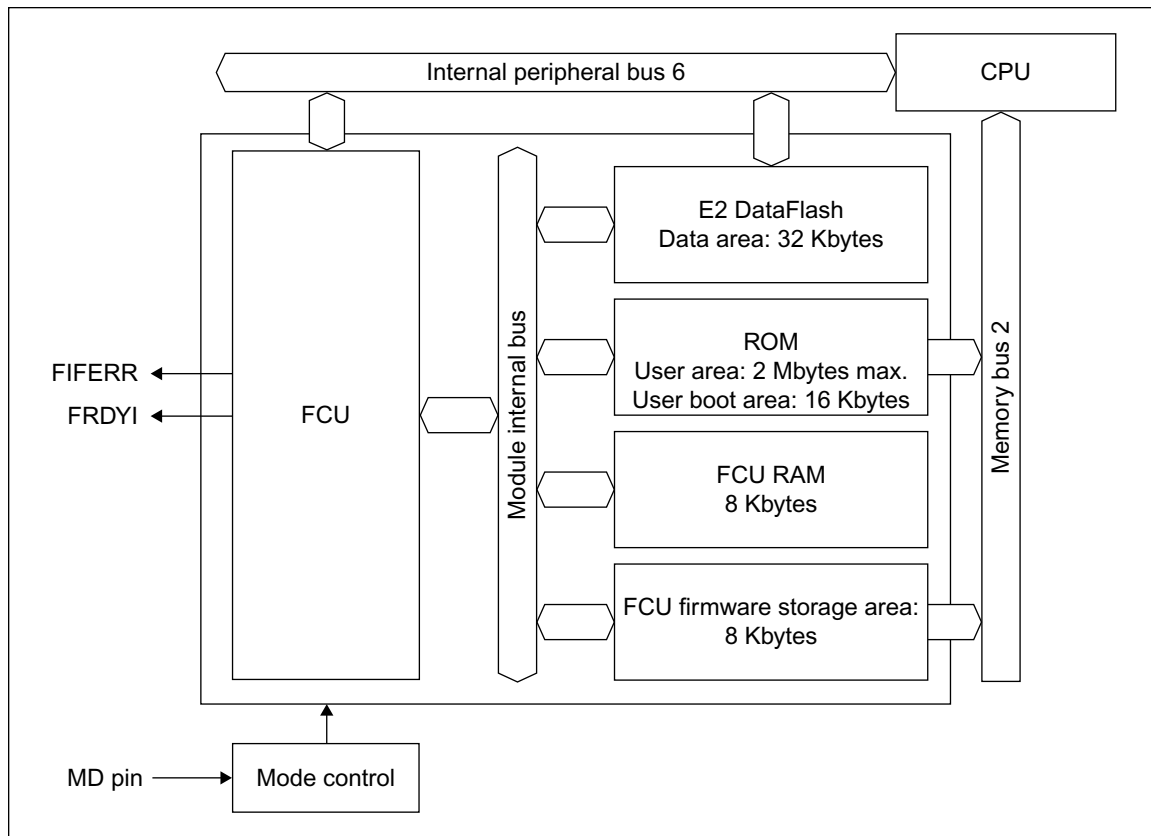 Internal peripheral bus 6
CPU
E2 DataFlash
Data area: 32 Kbytes
ROM
User area: 2 Mbytes max.
User boot area: 16 Kbytes
FIFERR
FRDYI
FCU
Module internal bus
Memory bus 2
FCU RAM
8 Kbytes
FCU firmware storage area:
8 Kbytes
MD pin
Mode control